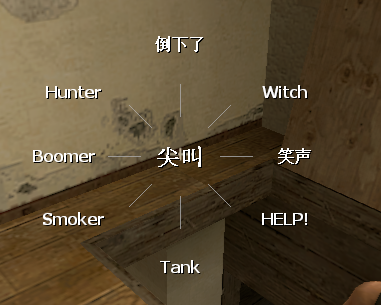 倒下了
Hunter
Witch
Boomer
尖叫
笑声
Smoker
HELP!
Tank